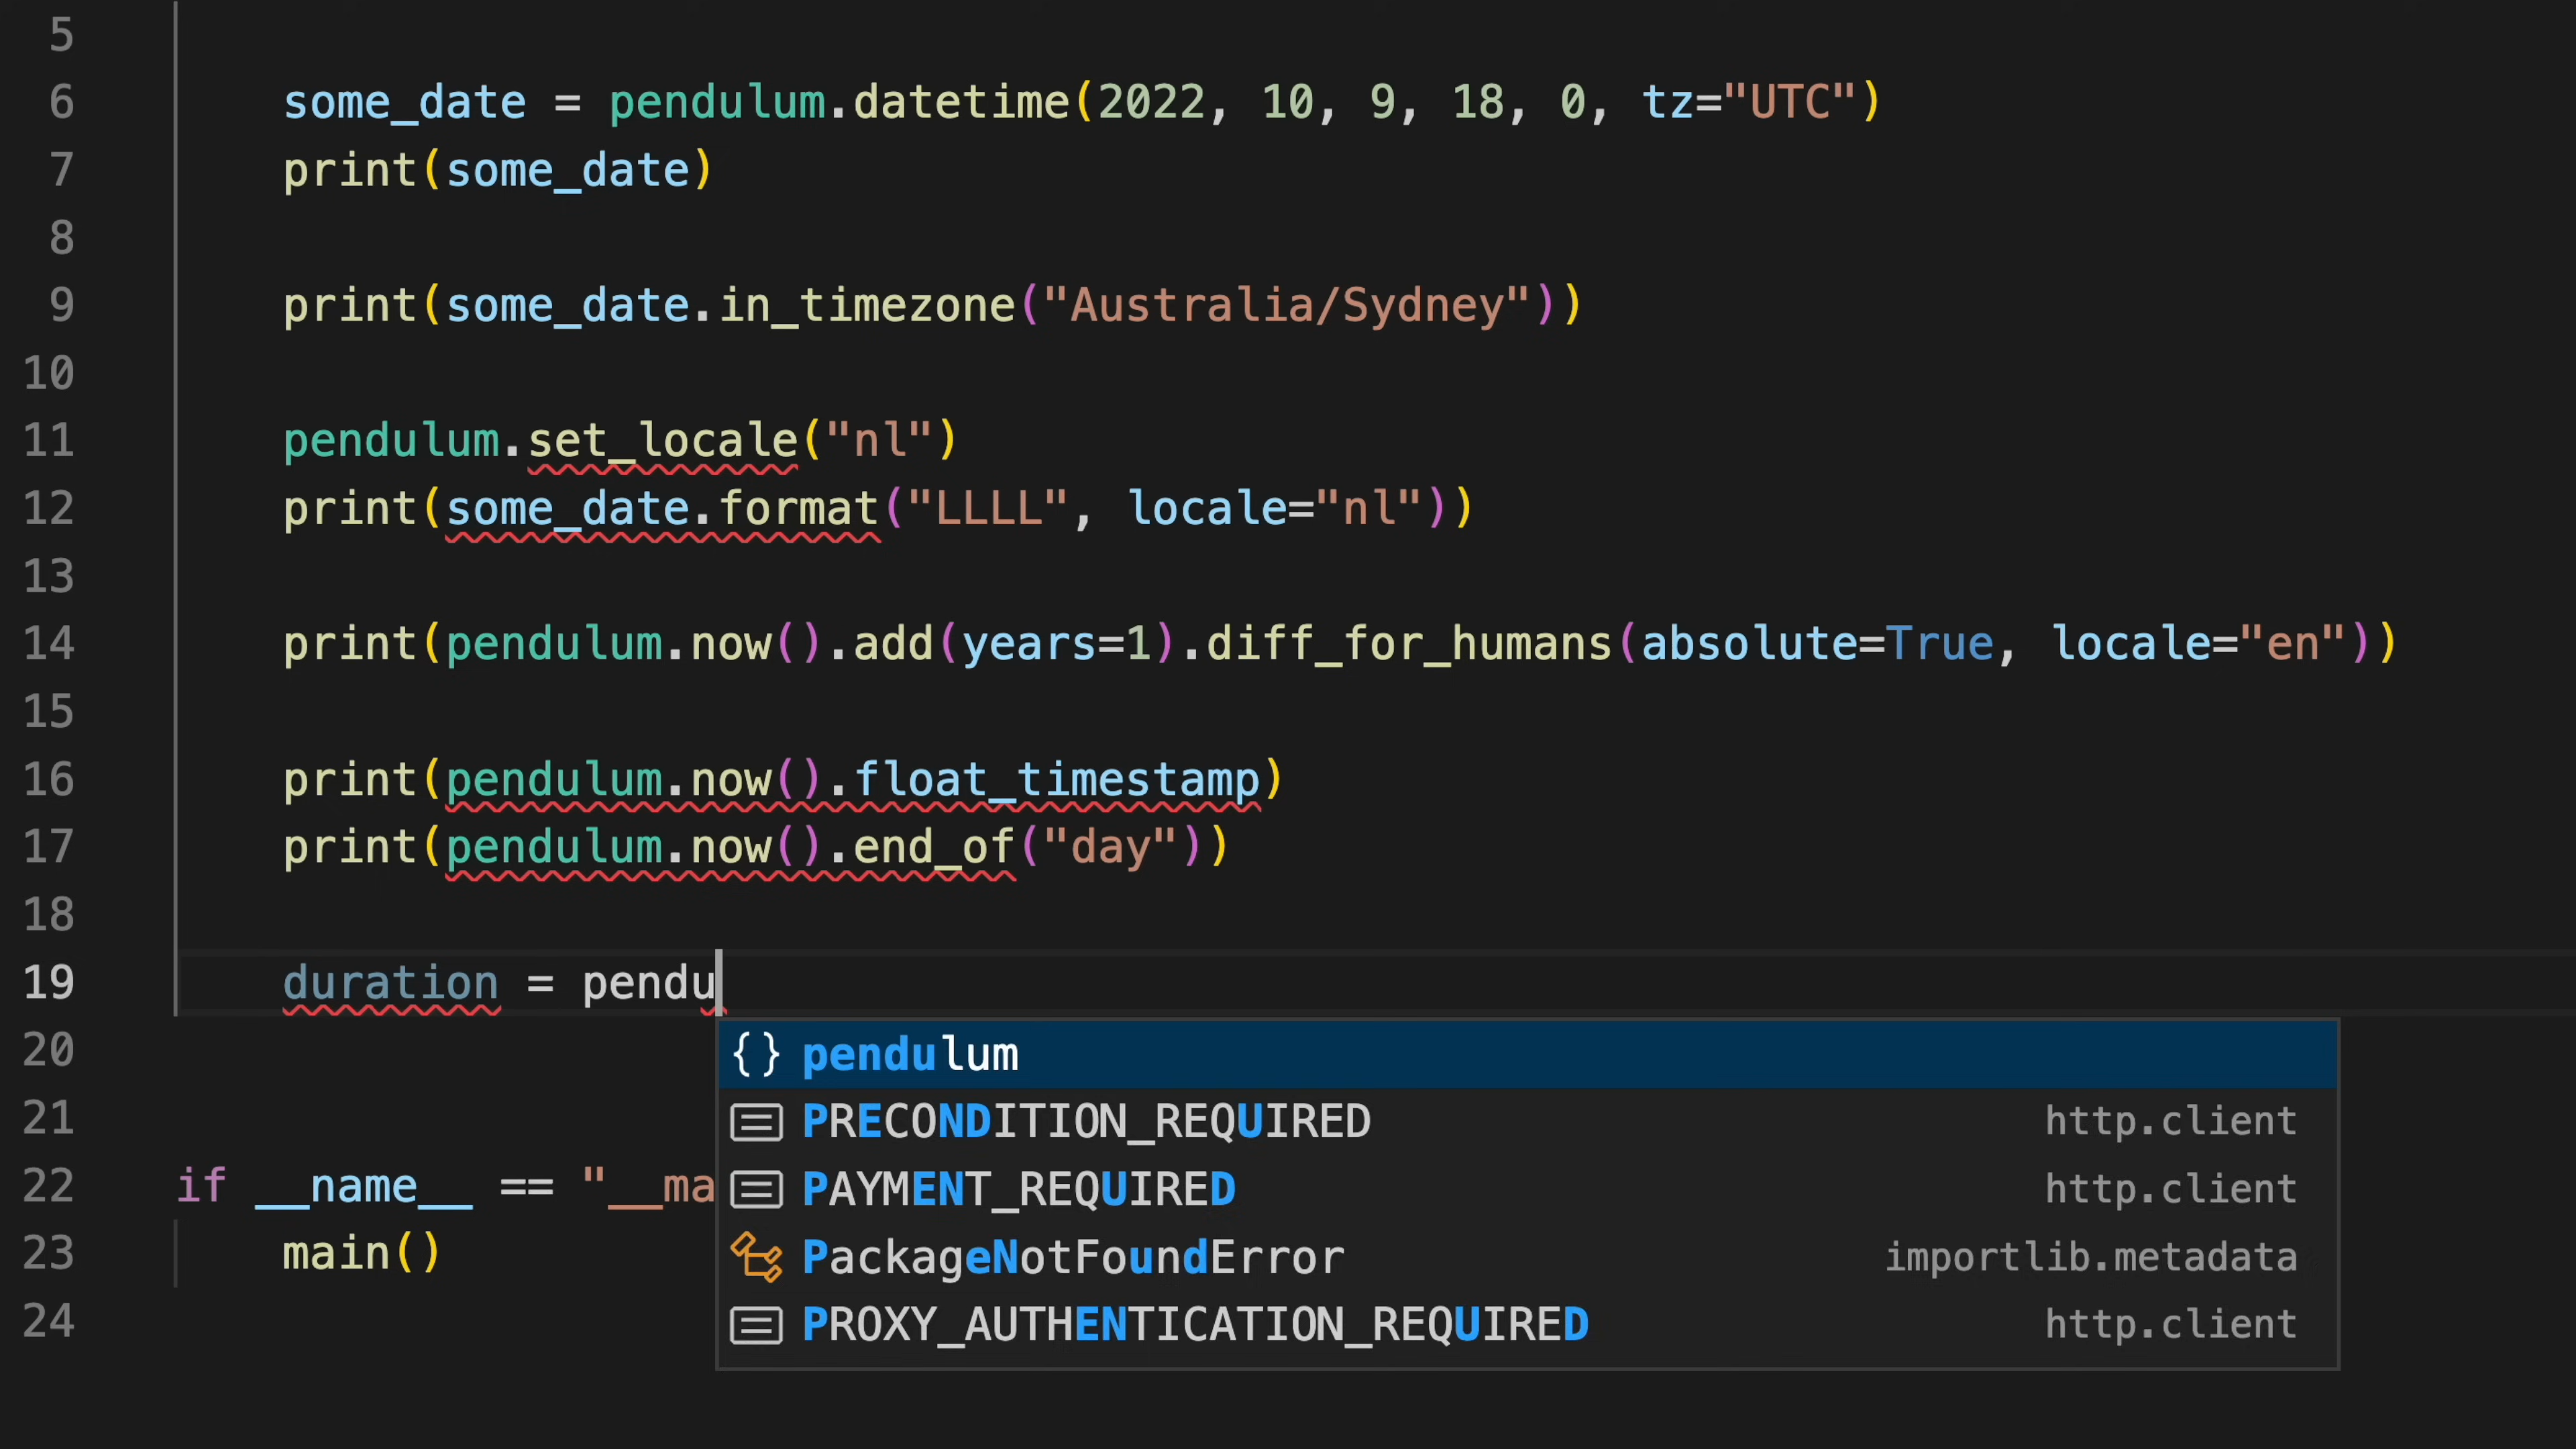 5
6 some_date = pendulum.datetime(2022, 10, 9, 18, 0, tz="UTC")
7 print(some_date)
8
9 print(some_date.in_timezone("Australia/Sydney"))
10
11 pendulum.set_locale("nl")
12 print(some_date.format("LLLL", locale="nl"))
13
14 print(pendulum.now().add(years=1).diff_for_humans(absolute=True, locale="en"))
15
16 print(pendulum.now().float_timestamp)
17 print(pendulum.now().end_of("day"))
18
19 duration = pendu
20 {} pendulum
21 PRECONDITION_REQUIRED http.client
22 if __name__ == "__ma PAYMENT_REQUIRED http.client
23 main() PackageNotFoundError importlib.metadata
24 PROXY_AUTHENTICATION_REQUIRED http.client